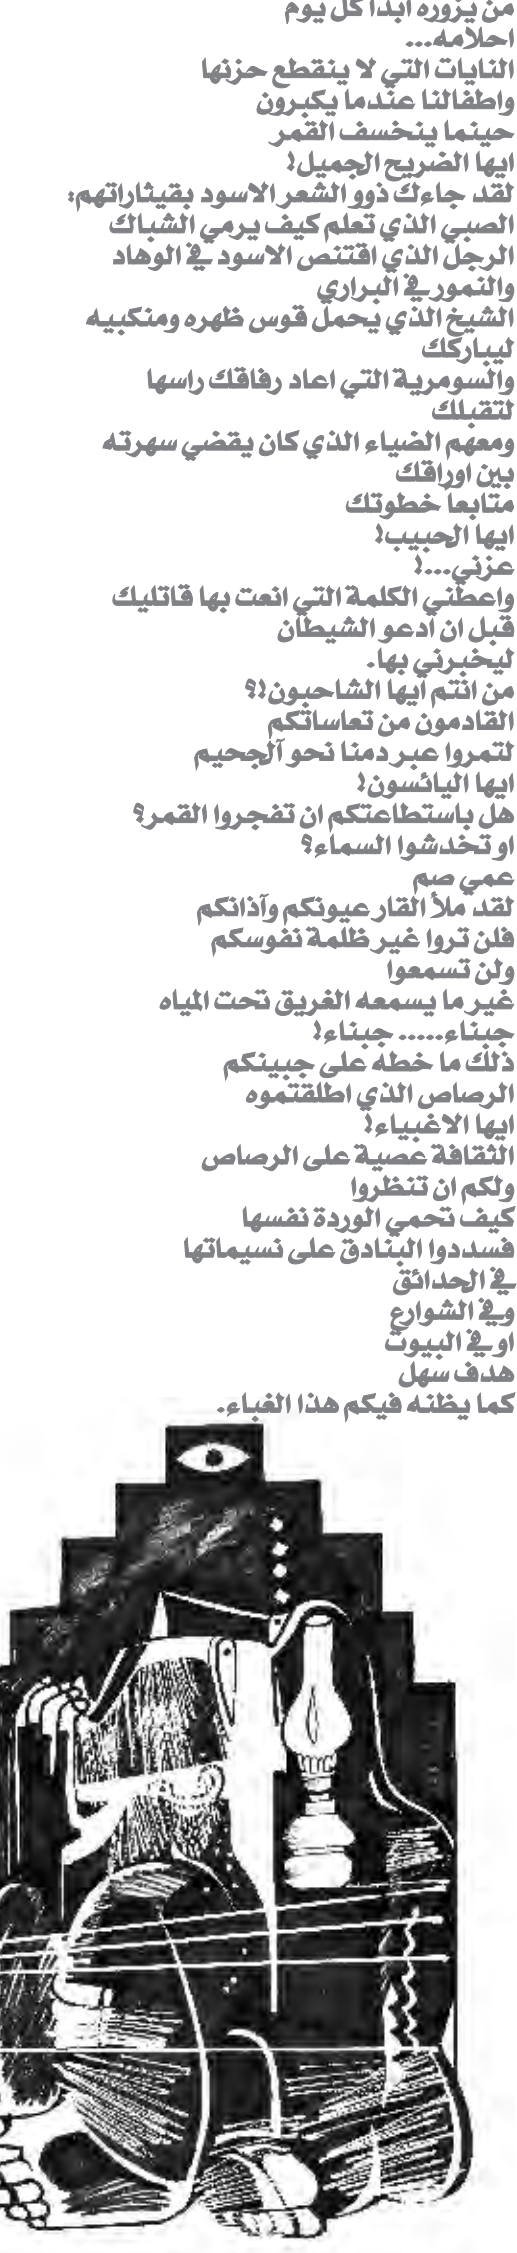 من يزوره ابدا كل يوم
احلامه...
النايات التي لا ينقطع حزنها
واطفالنا عندما يكبرون
حينما ينخسف القمر
ايها الضريح الجميل!
لقد جاءك ذوو الشعر الاسود بقيثاراتهم:
الصبي الذي تعلم كيف يرمي الشباك
الرجل الذي اقتنص الاسود في الوهاد
والنمور في البراري
الشيخ الذي يحمل قوس ظهره ومنكبيه
ليباركك
والسومرية التي اعاد رفاقك راسها
لتقبلك
ومعهم الضياء الذي كان يقضي سهرته
بين اوراقك
متابعاً خطوتك
ايها الحبيب!
عزني...!
واعطني الكلمة التي انعت بها قاتليك
قبل ان ادعو الشيطان
ليخبرني بها.
من انتم ايها الشاحبون!؟
القادمون من تعاساتكم
لتمروا عبر دمنا نحو آلجحيم
ايها اليائسون!
هل باستطاعتكم ان تفجروا القمر؟
او تخدشوا السماء؟
عمي صم
لقد ملأ القار عيونكم وآذانكم
فلن تروا غير ظلمة نفوسكم
ولن تسمعوا
غير ما يسمعه الغريق تحت المياه
جبناء..... جبناء!
ذلك ما خطه على جبينكم
الرصاص الذي اطلقتموه
ايها الاغبياء!
الثقافة عصية على الرصاص
ولكم ان تنظروا
كيف تحمي الوردة نفسها
فسددوا البنادق على نسيماتها
في الحدائق
وفي الشوارع
او في البيوت
هدف سهل
كما يظنه فيكم هذا الغباء.